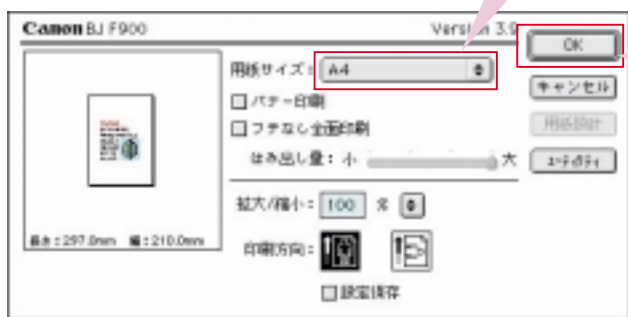 Canon BJ F900
Version 3.9
用紙サイズ: A4
バナー印刷
フチなし全面印刷
はみ出し量: 小 大
拡大/縮小: 100 %
印刷方向:
設定保存
長さ:297.0mm 幅:210.0mm
OK
キャンセル
用紙設計
ユーティリティ